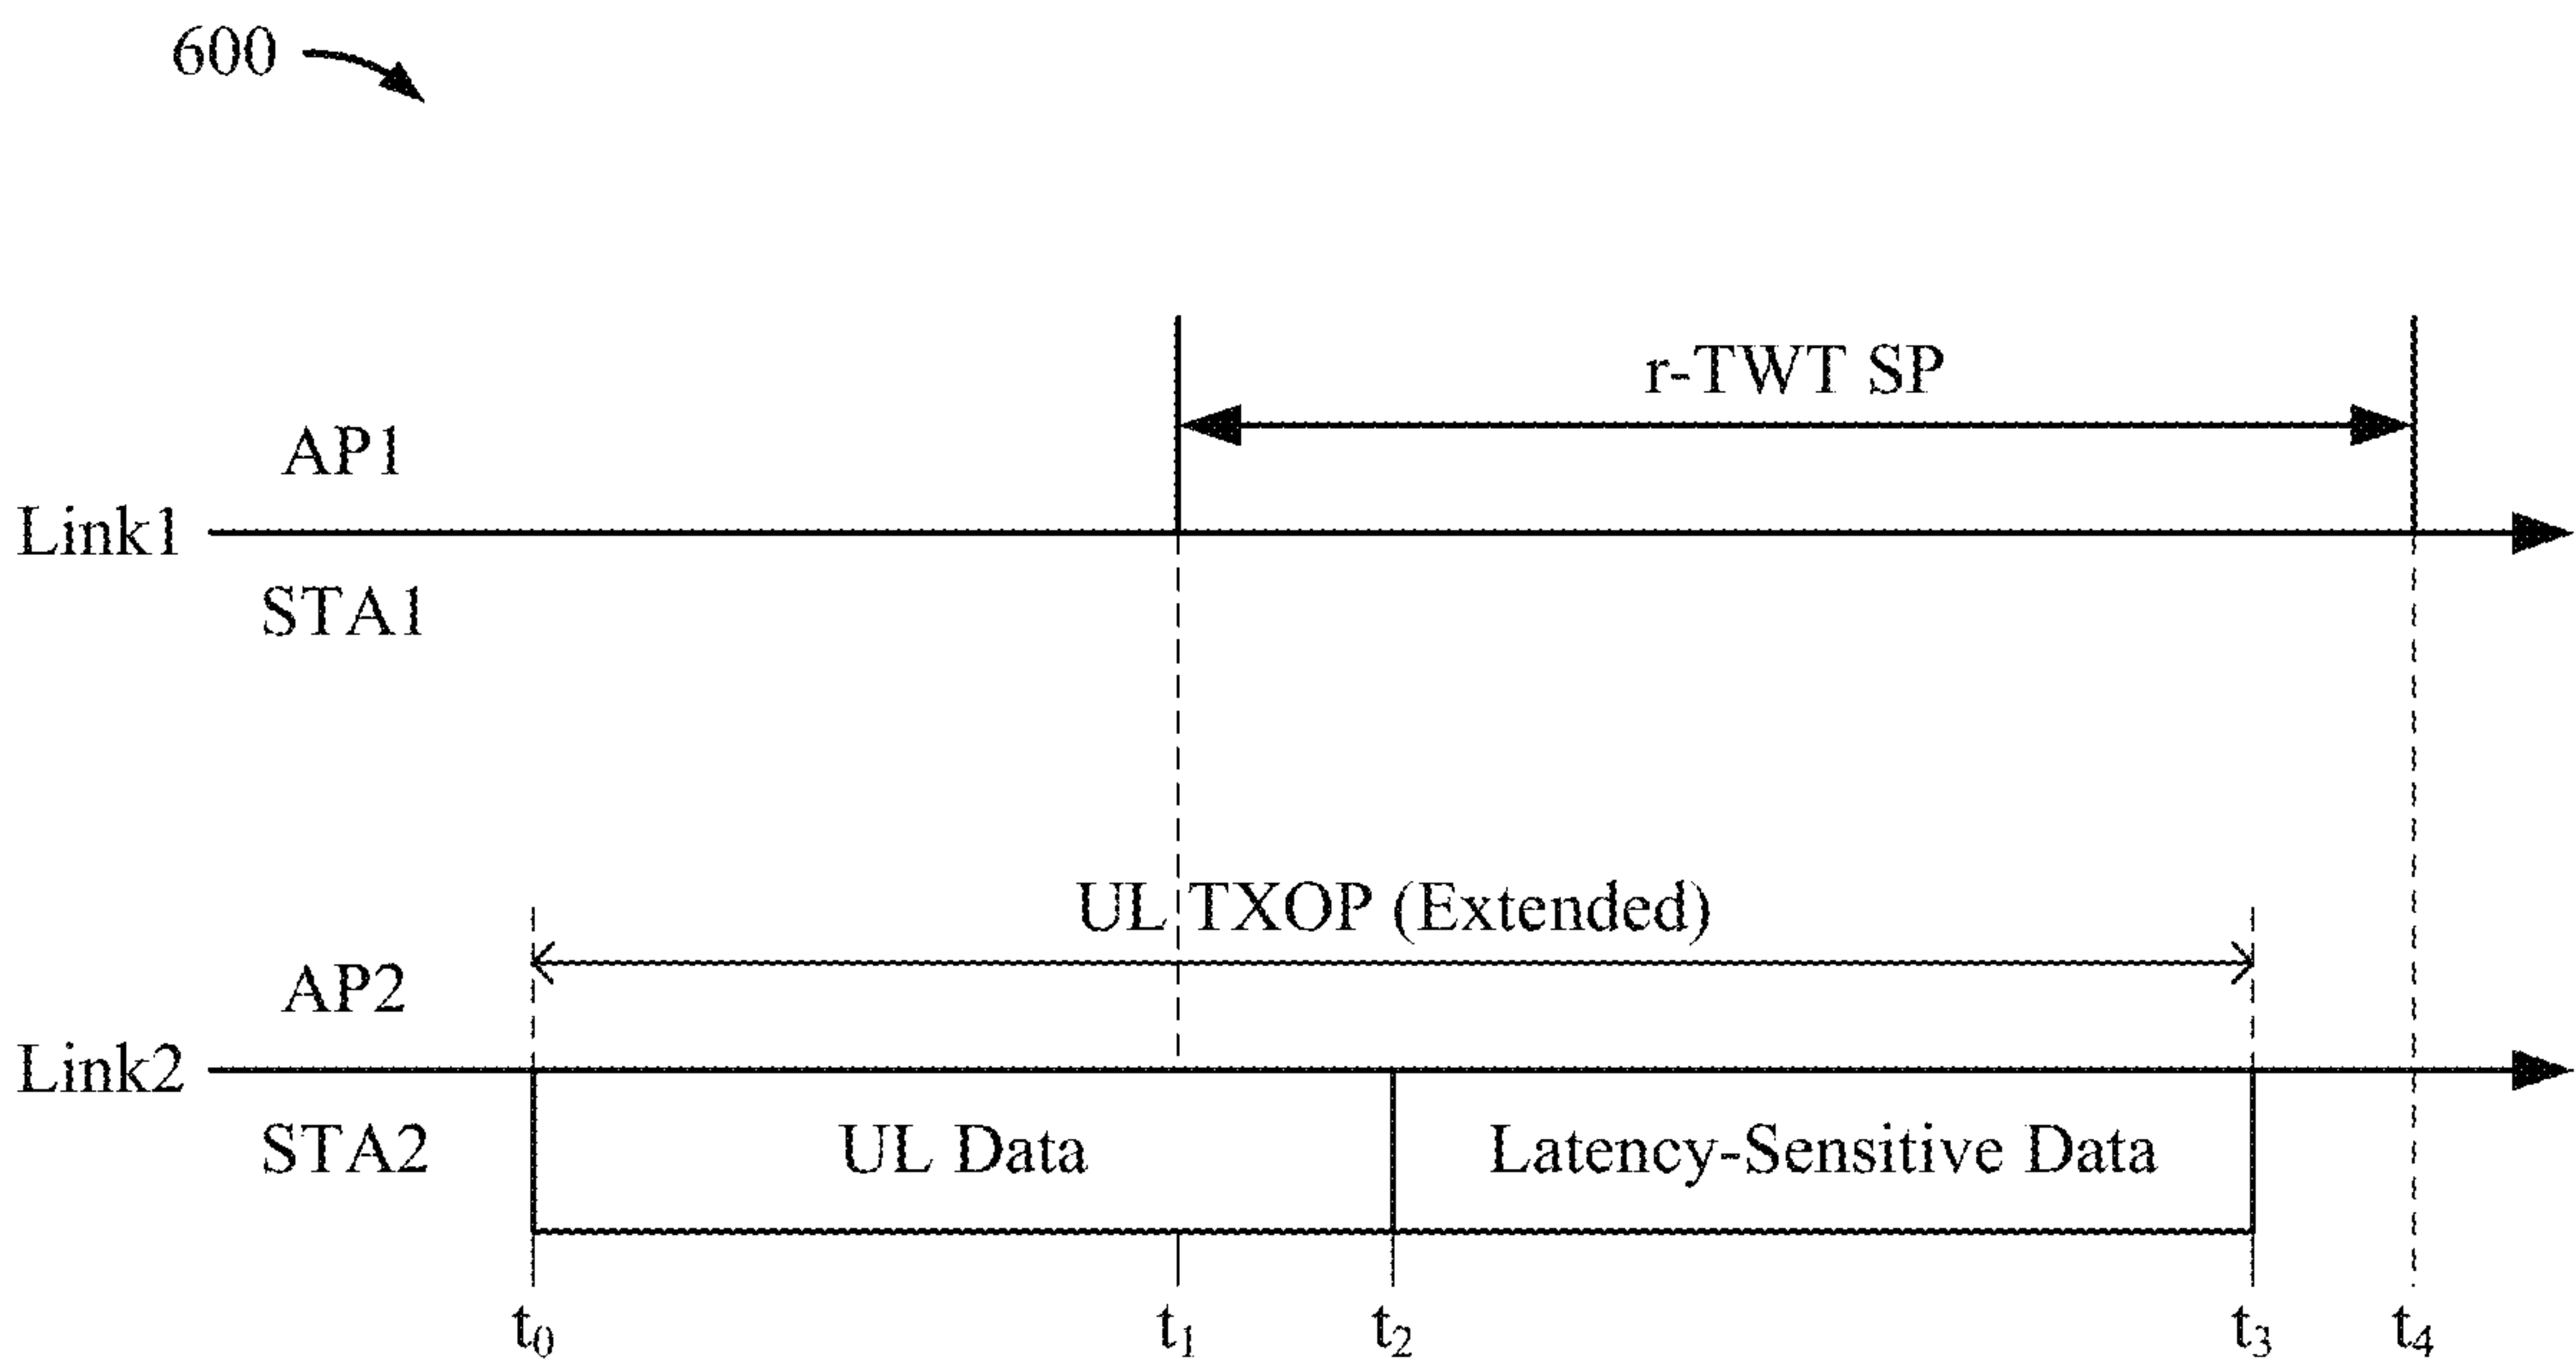 600
r-TWT SP
AP1
Link1
STA1
UL TXOP (Extended)
AP2
Link2
STA2
UL Data
Latency-Sensitive Data
t0
t1
t2
t3
t4